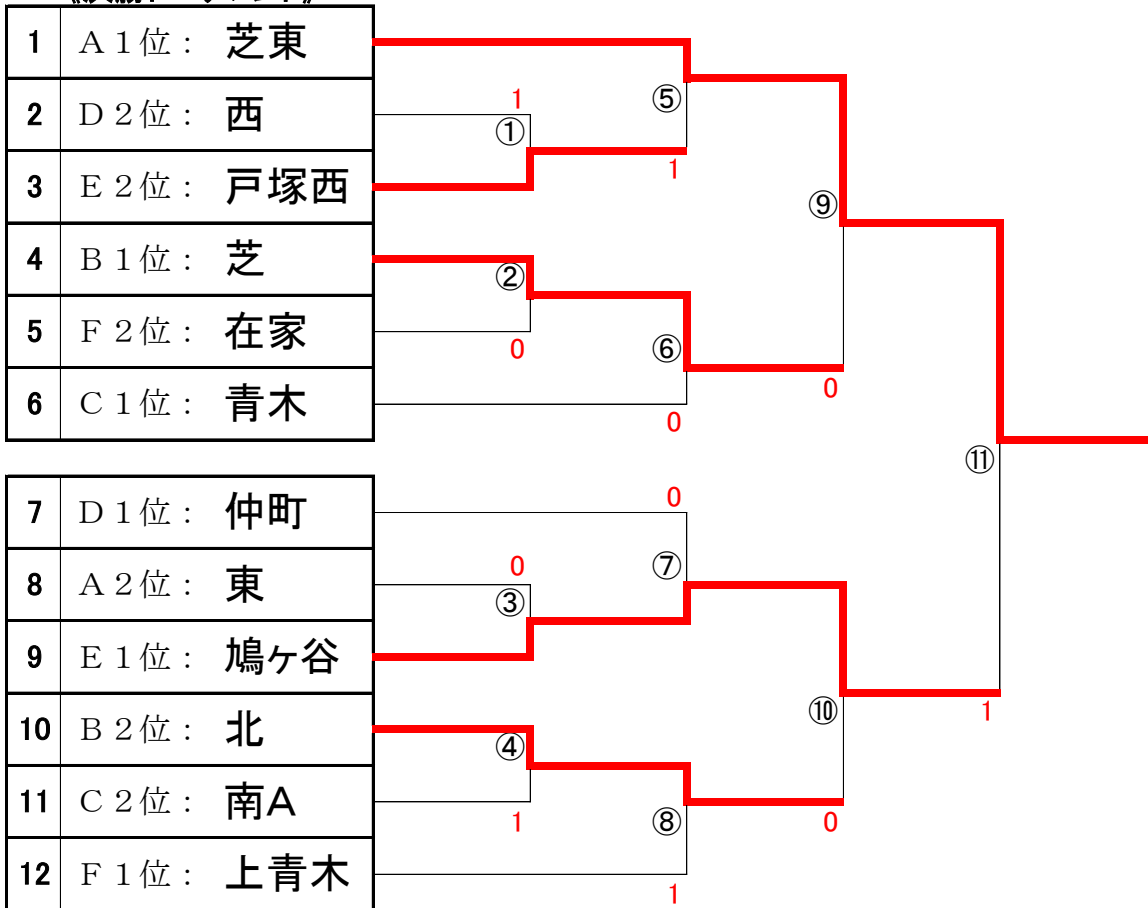 1 A1位: 芝東
2 D2位: 西
3 E2位: 戸塚西
4 B1位: 芝
5 F2位: 在家
6 C1位: 青木
7 D1位: 仲町
8 A2位: 東
9 E1位: 鳩ヶ谷
10 B2位: 北
11 C2位: 南A
12 F1位: 上青木
1
①
⑤
1
⑨
②
0
⑥
0
0
⑪
0
0
⑦
③
④
⑩
1
1
⑧
0
1